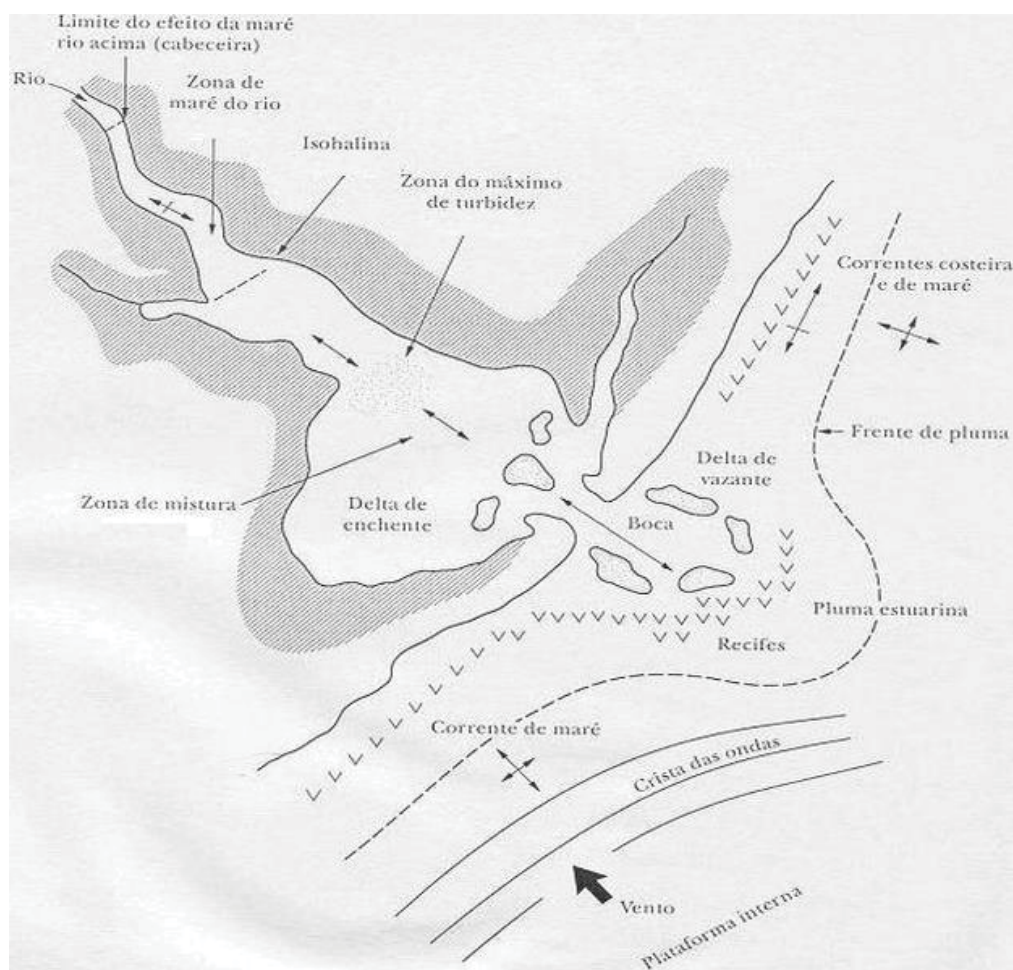 Limite do efeito da maré
rio acima (cabeceira)
Rio
Zona de
maré do rio
Isohalina
Zona do máximo
de turbidez
Correntes costeira
e de maré
Frente de pluma
Delta de
vazante
Zona de mistura
Delta de
enchente
Boca
Pluma estuarina
Recifes
Corrente de maré
Crista das ondas
Vento
Plataforma interna